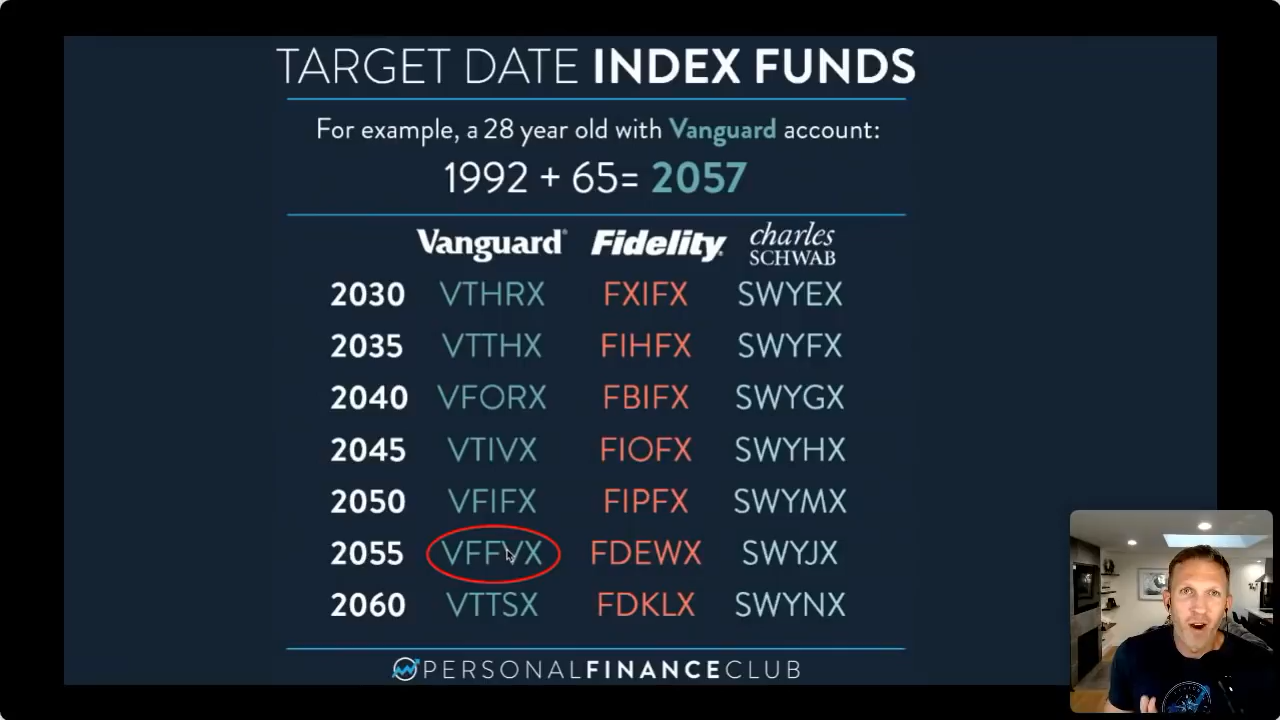 TARGET DATE INDEX FUNDS
For example, a 28 year old with Vanguard account:
1992 + 65= 2057
Vanguard® Fidelity® charles SCHWAB
2030 VTHRX FXIFX SWYEX
2035 VTTHX FIHFX SWYFX
2040 VFORX FBIFX SWYGX
2045 VTIVX FIOFX SWYHX
2050 VFIFX FIPFX SWYMX
2055 VFFVX FDEWX SWYJX
2060 VTTSX FDKLX SWYNX
PERSONALFINANCECLUB